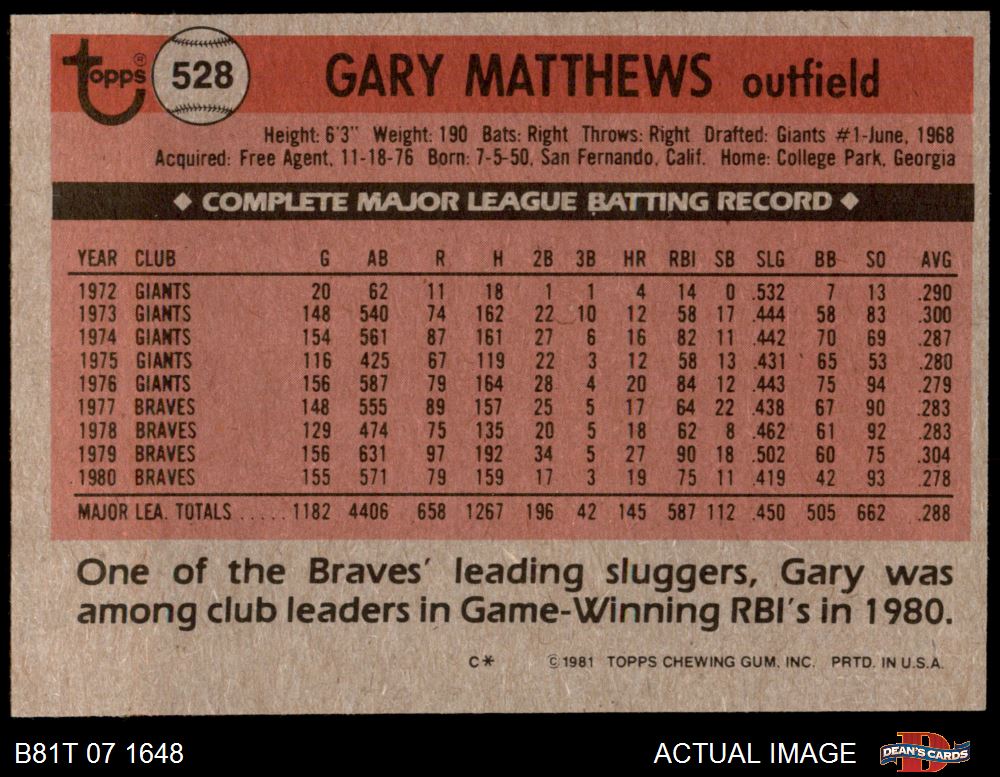 topps® 528 GARY MATTHEWS outfield
Height: 6'3" Weight: 190 Bats: Right Throws: Right Drafted: Giants #1-June, 1968
Acquired: Free Agent, 11-18-76 Born: 7-5-50, San Fernando, Calif. Home: College Park, Georgia
◆ COMPLETE MAJOR LEAGUE BATTING RECORD ◆
YEAR CLUB G AB R H 2B 3B HR RBI SB SLG BB SO AVG
1972 GIANTS 20 62 11 18 1 1 4 14 0 .532 7 13 .290
1973 GIANTS 148 540 74 162 22 10 12 58 17 .444 58 83 .300
1974 GIANTS 154 561 87 161 27 6 16 82 11 .442 70 69 .287
1975 GIANTS 116 425 67 119 22 3 12 58 13 .431 65 53 .280
1976 GIANTS 156 587 79 164 28 4 20 84 12 .443 75 94 .279
1977 BRAVES 148 555 89 157 25 5 17 64 22 .438 67 90 .283
1978 BRAVES 129 474 75 135 20 5 18 62 8 .462 61 92 .283
1979 BRAVES 156 631 97 192 34 5 27 90 18 .502 60 75 .304
1980 BRAVES 155 571 79 159 17 3 19 75 11 .419 42 93 .278
MAJOR LEA. TOTALS ..... 1182 4406 658 1267 196 42 145 587 112 .450 505 662 .288
One of the Braves' leading sluggers, Gary was
among club leaders in Game-Winning RBI's in 1980.
C* © 1981 TOPPS CHEWING GUM, INC. PRTD. IN U.S.A.
B81T 07 1648 ACTUAL IMAGE D DEAN'S CARDS